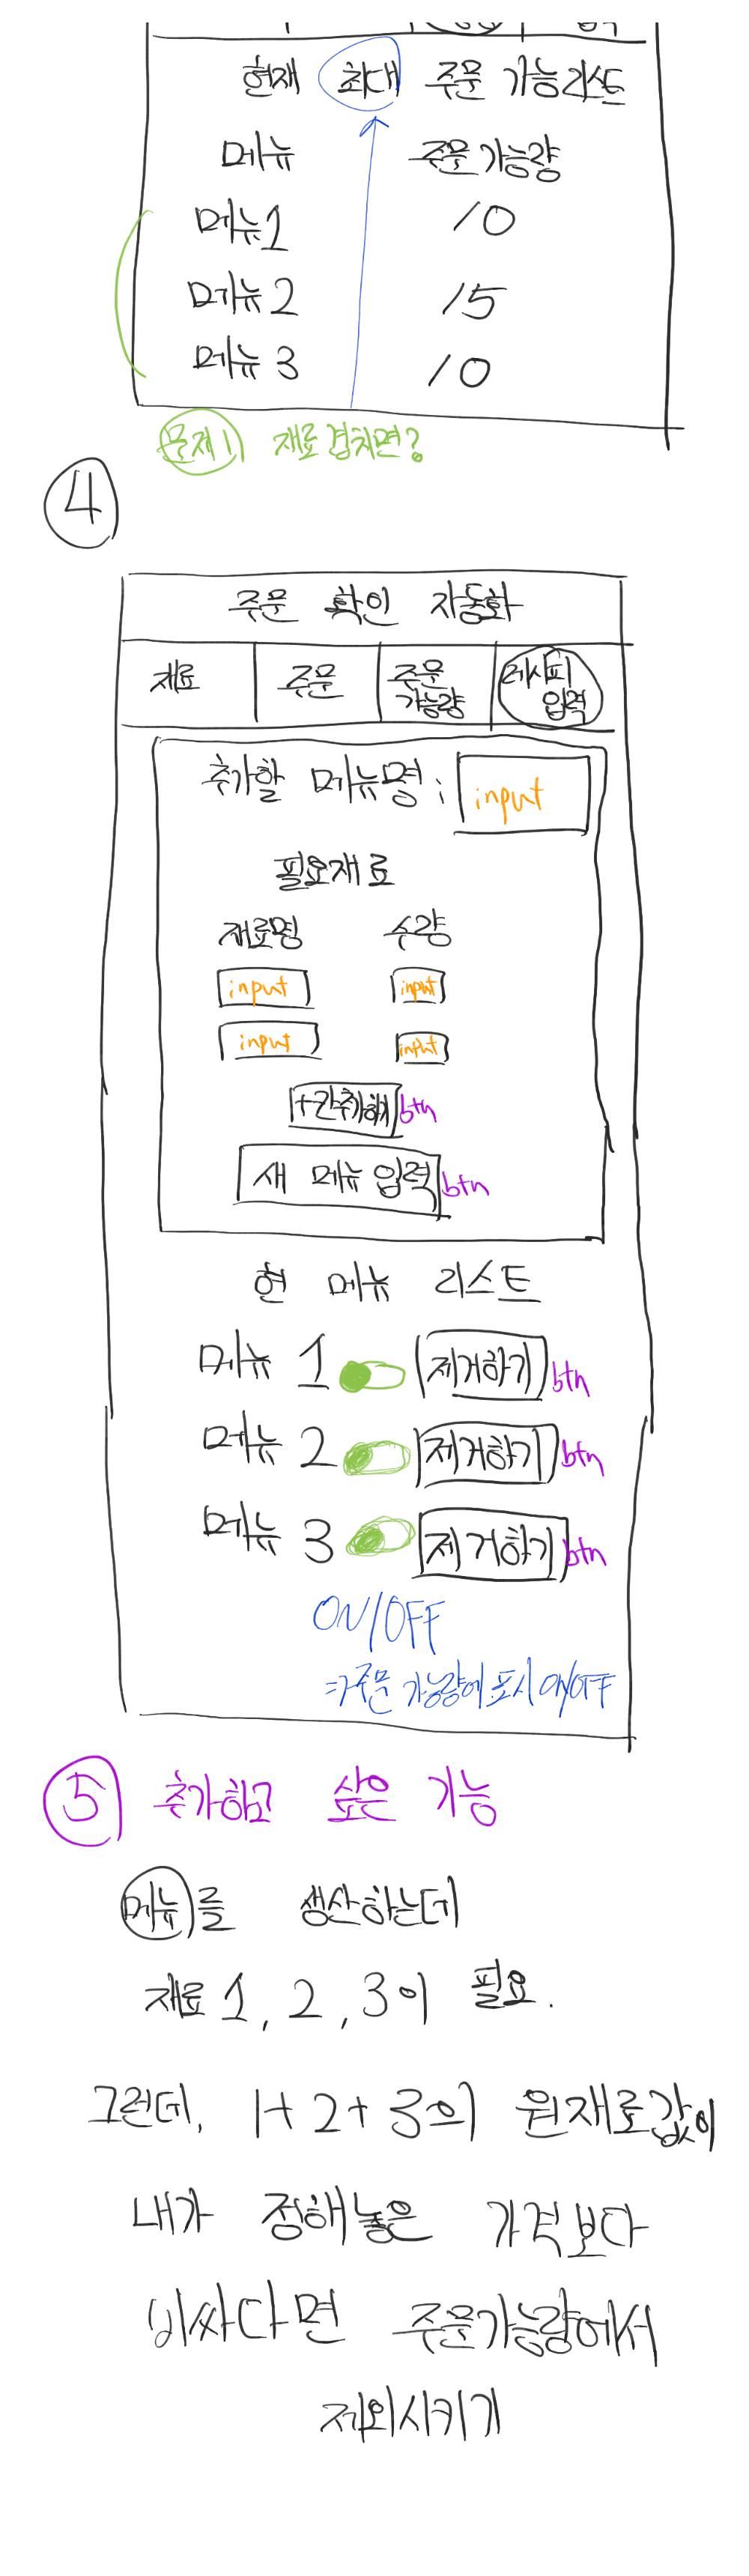 현재 최대 주문 가능리스트
메뉴 주문가능량
메뉴1 10
메뉴2 15
메뉴3 10
문제1) 재료겹치면?
4
주문 확인 자동화
재료 주문 주문가능량 레시피입력
추가할 메뉴명 : input
필요재료
재료명 수량
input input
input input
+칸추가하기 btn
새 메뉴 입력 btn
현 메뉴 리스트
메뉴 1 제거하기 btn
메뉴 2 제거하기 btn
메뉴 3 제거하기 btn
ON/OFF
=>주문 가능량에 표시 ON/OFF
5 추가하고 싶은 기능
메뉴를 생산하는데
재료 1, 2, 3이 필요.
그런데, 1+2+3의 원재료값이
내가 정해놓은 가격보다
비싸다면 주문가능량에서
제외시키기